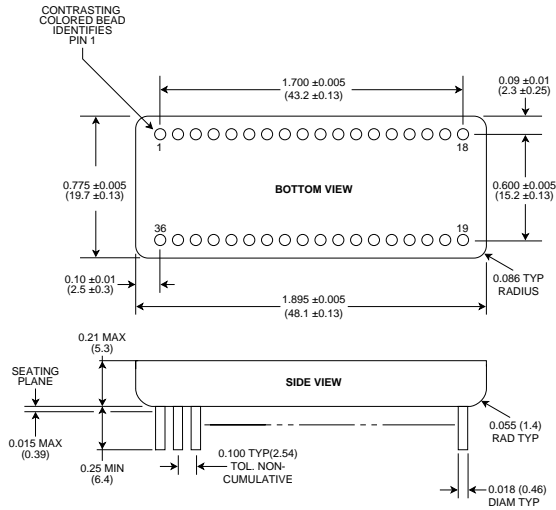 CONTRASTING
COLORED BEAD
IDENTIFIES
PIN 1
1.700 ±0.005
(43.2 ±0.13)
0.09 ±0.01
(2.3 ±0.25)
1
18
0.775 ±0.005
(19.7 ±0.13)
BOTTOM VIEW
0.600 ±0.005
(15.2 ±0.13)
36
19
0.10 ±0.01
(2.5 ±0.3)
0.086 TYP
RADIUS
1.895 ±0.005
(48.1 ±0.13)
0.21 MAX
(5.3)
SIDE VIEW
SEATING
PLANE
0.055 (1.4)
RAD TYP
0.015 MAX
(0.39)
0.100 TYP(2.54)
TOL. NON-
CUMULATIVE
0.25 MIN
(6.4)
0.018 (0.46)
DIAM TYP